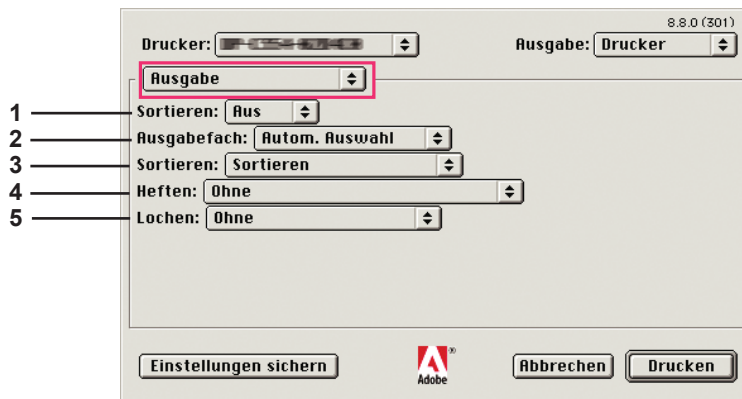 8.8.0 (301)
Drucker: Ausgabe: Drucker
Ausgabe
1 Sortieren: Aus
2 Ausgabefach: Autom. Auswahl
3 Sortieren: Sortieren
4 Heften: Ohne
5 Lochen: Ohne
Einstellungen sichern Adobe® Abbrechen Drucken